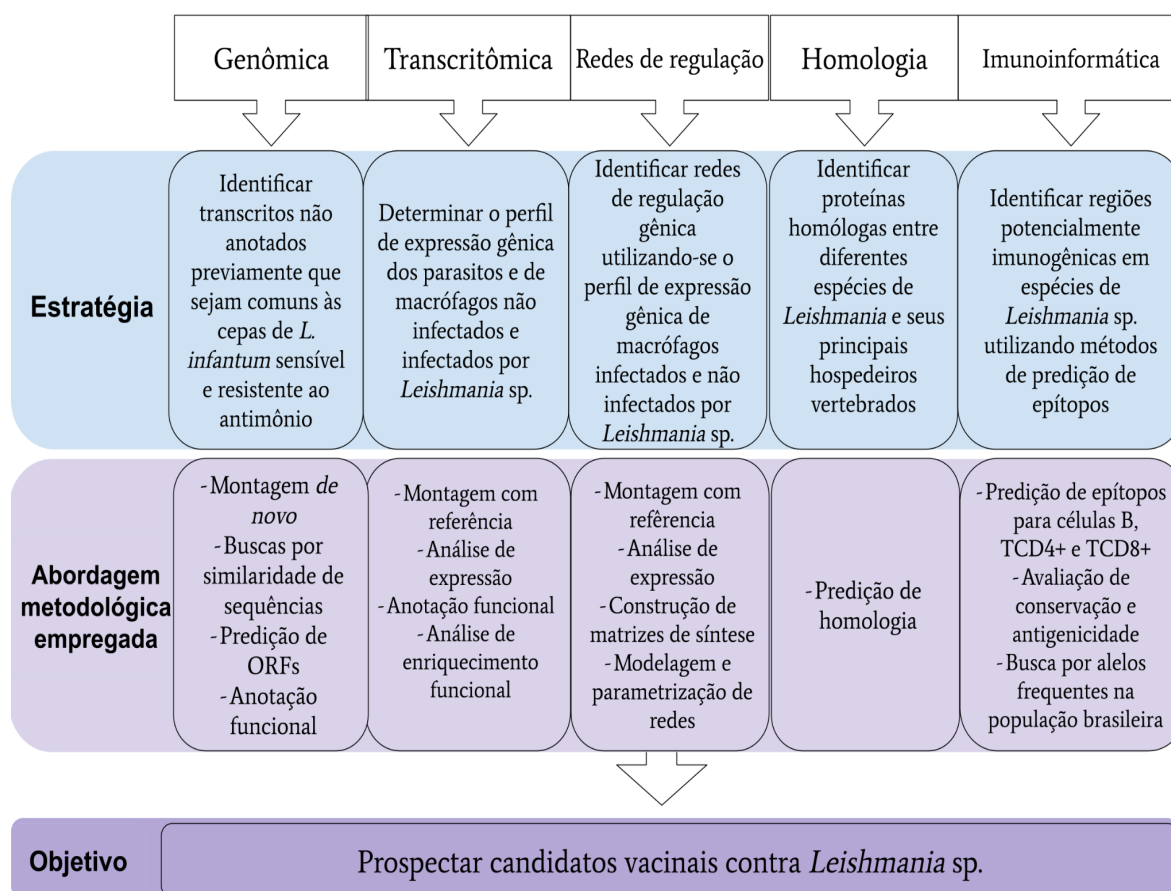 Genômica
Transcritômica
Redes de regulação
Homologia
Imunoinformática
Estratégia
Identificar
transcritos não
anotados
previamente que
sejam comuns às
cepas de L.
infantum sensível
e resistente ao
antimônio
Determinar o perfil
de expressão gênica
dos parasitos e de
macrófagos não
infectados e
infectados por
Leishmania sp.
Identificar redes
de regulação
gênica
utilizando-se o
perfil de expressão
gênica de
macrófagos
infectados e não
infectados por
Leishmania sp.
Identificar
proteínas
homólogas entre
diferentes
espécies de
Leishmania e seus
principais
hospedeiros
vertebrados
Identificar regiões
potencialmente
imunogênicas em
espécies de
Leishmania sp.
utilizando métodos
de predição de
epítopos
Abordagem
metodológica
empregada
-Montagem de
novo
-Buscas por
similaridade de
sequências
-Predição de
ORFs
-Anotação
funcional
-Montagem com
referência
-Análise de
expressão
-Anotação funcional
-Análise de
enriquecimento
funcional
-Montagem com
refêrencia
-Análise de
expressão
-Construção de
matrizes de síntese
-Modelagem e
parametrização de
redes
-Predição de
homologia
-Predição de epítopos
para células B,
TCD4+ e TCD8+
-Avaliação de
conservação e
antigenicidade
-Busca por alelos
frequentes na
população brasileira
Objetivo
Prospectar candidatos vacinais contra Leishmania sp.